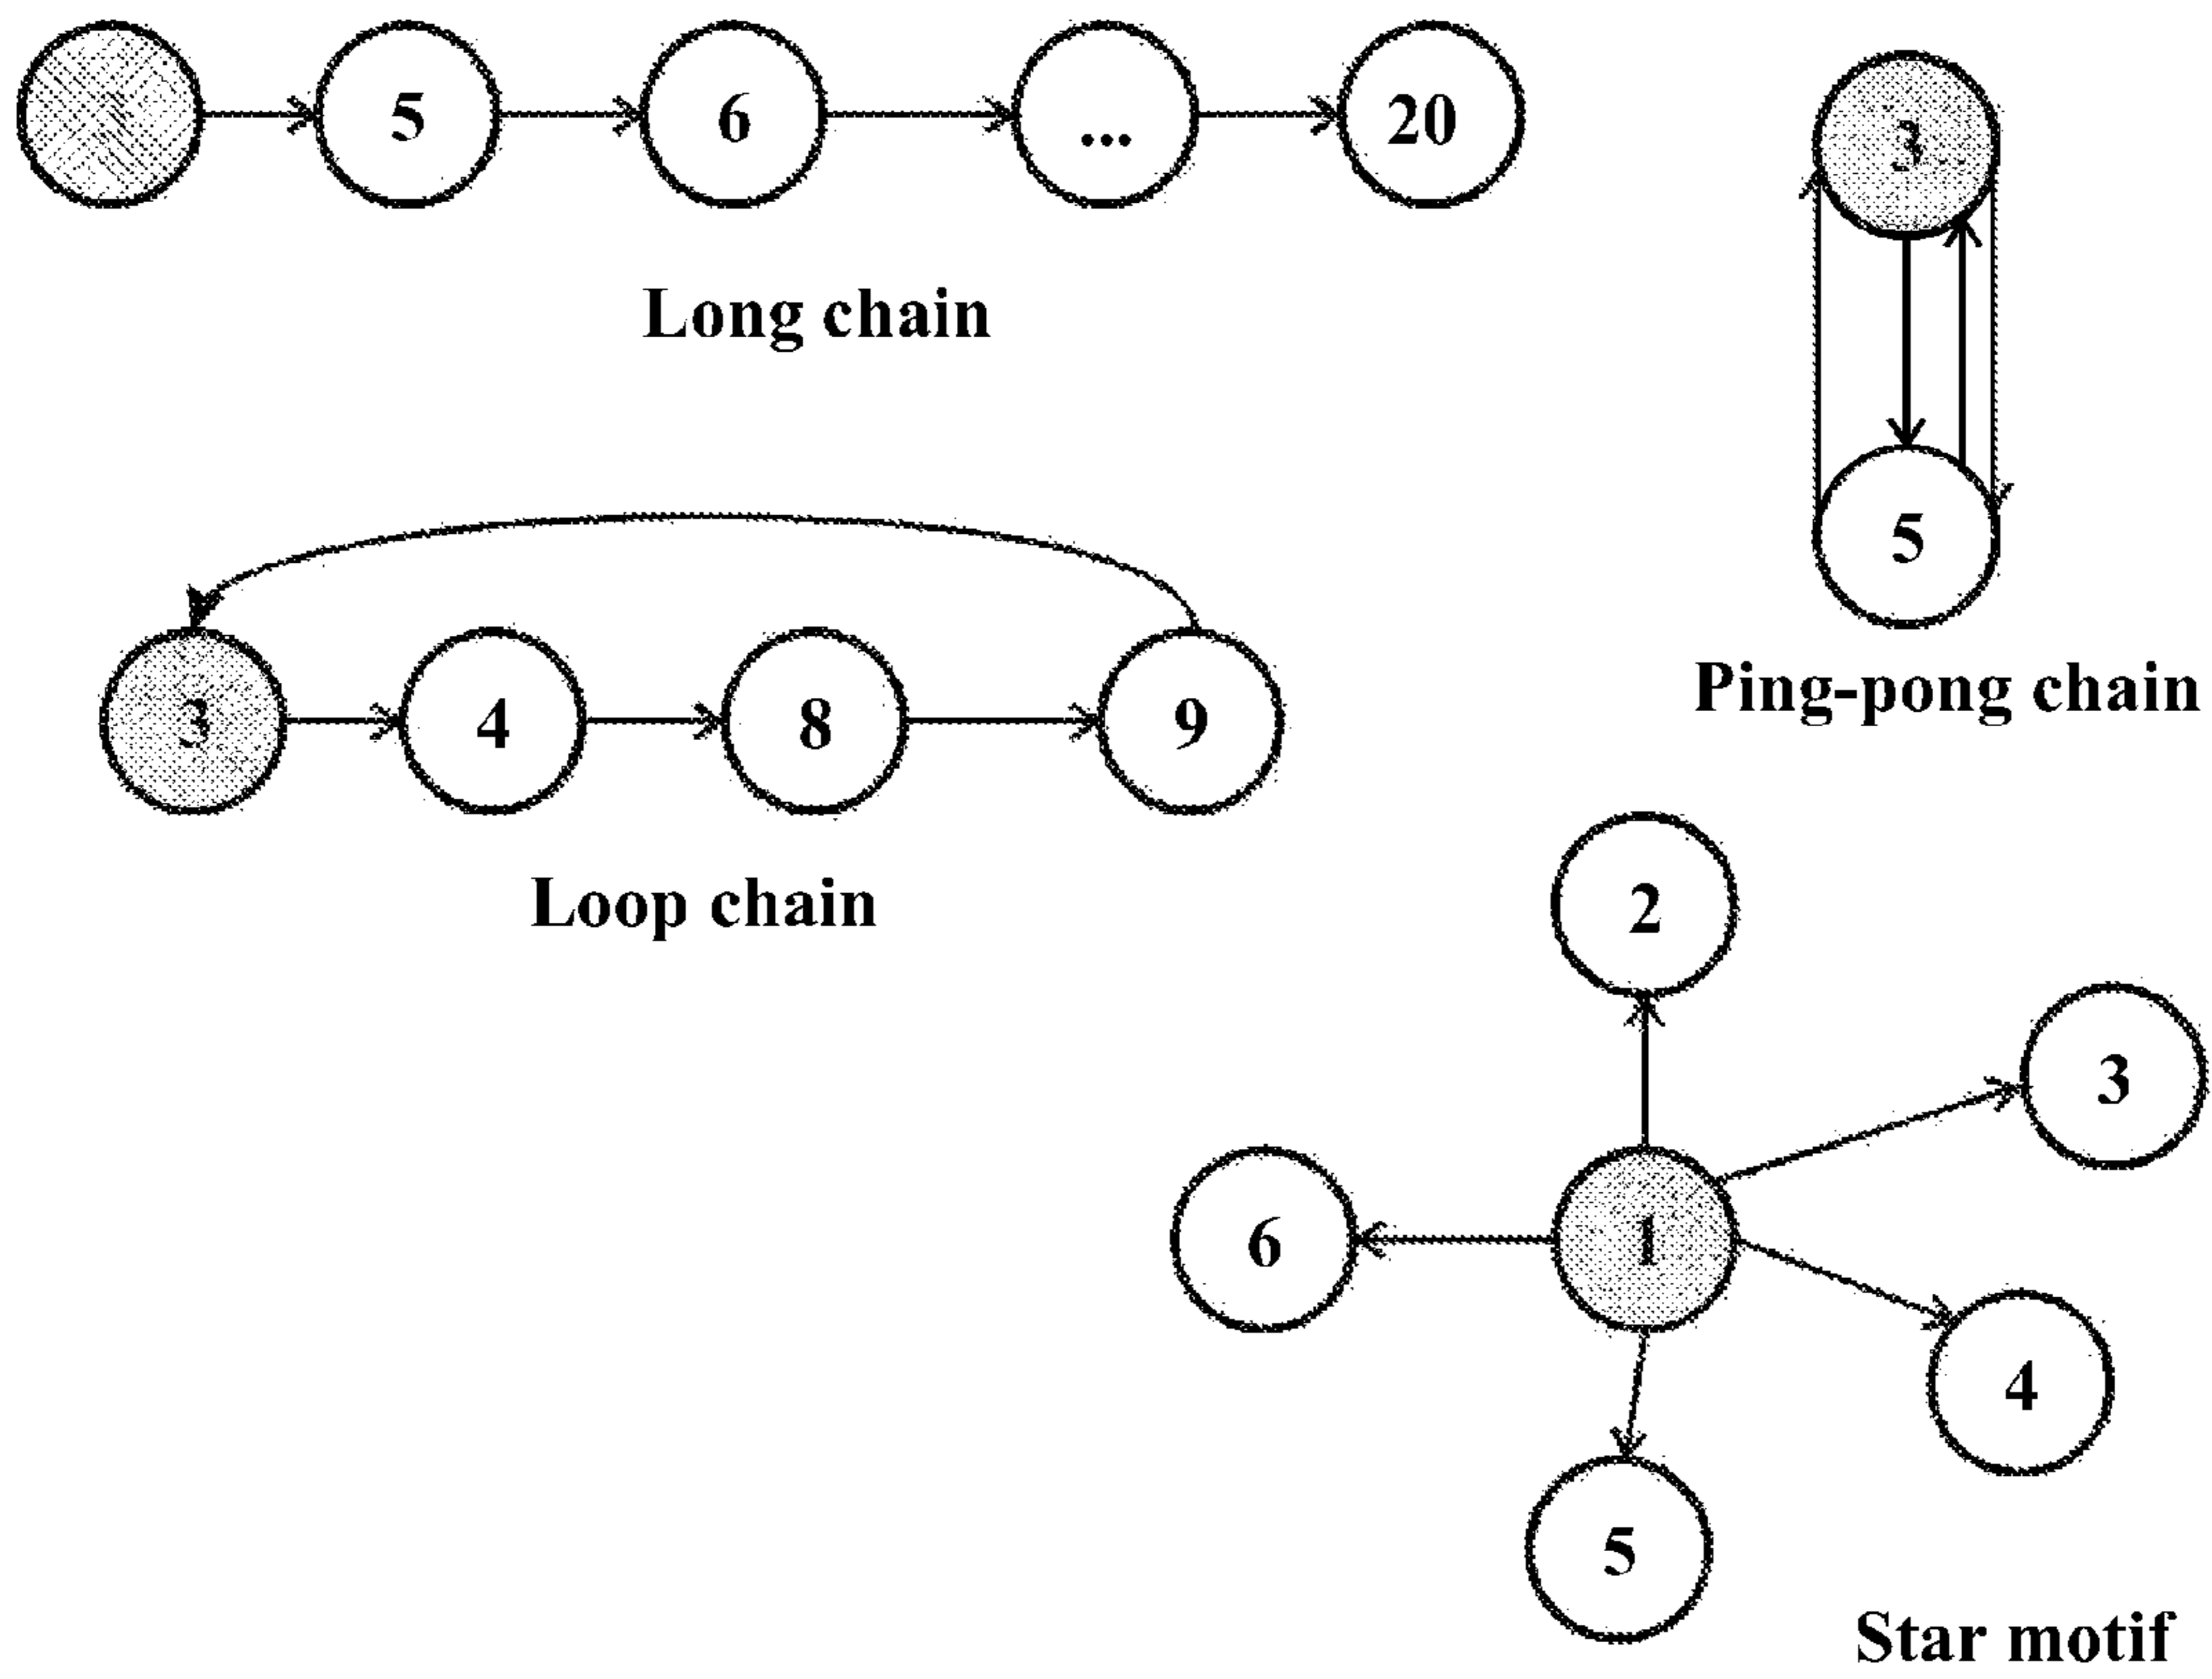 5 6 ... 20
Long chain
3
5
Ping-pong chain
3 4 8 9
Loop chain
2
3
6 1
4
5
Star motif